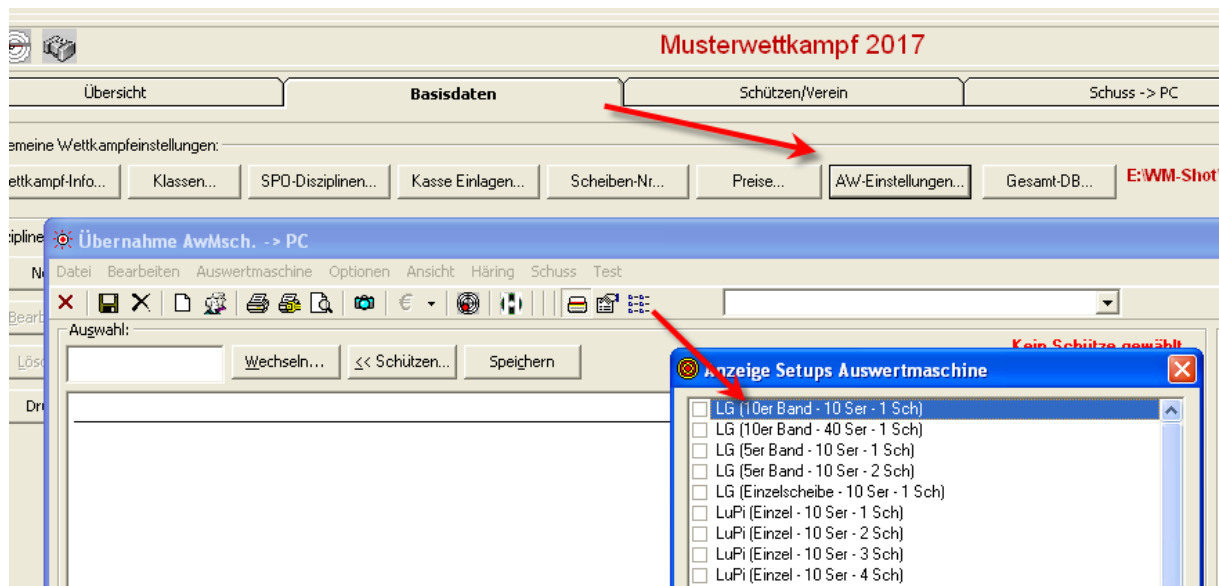 Musterwettkampf 2017
Übersicht Basisdaten Schützen/Verein Schuss -> PC
emeine Wettkampfeinstellungen:
ettkampf-Info... Klassen... SPO-Disziplinen... Kasse Einlagen... Scheiben-Nr... Preise... AW-Einstellungen... Gesamt-DB... E:\WM-Shot\
zipline
Übernahme AwMsch. -> PC
Datei Bearbeiten Auswertmaschine Optionen Ansicht Häring Schuss Test
Bearb
Auswahl:
Kein Schütze gewählt
Lösc
Wechseln... << Schützen... Speichern
Anzeige Setups Auswertmaschine
Dru
LG (10er Band - 10 Ser - 1 Sch)
LG (10er Band - 40 Ser - 1 Sch)
LG (5er Band - 10 Ser - 1 Sch)
LG (5er Band - 10 Ser - 2 Sch)
LG (Einzelscheibe - 10 Ser - 1 Sch)
LuPi (Einzel - 10 Ser - 1 Sch)
LuPi (Einzel - 10 Ser - 2 Sch)
LuPi (Einzel - 10 Ser - 3 Sch)
LuPi (Einzel - 10 Ser - 4 Sch)